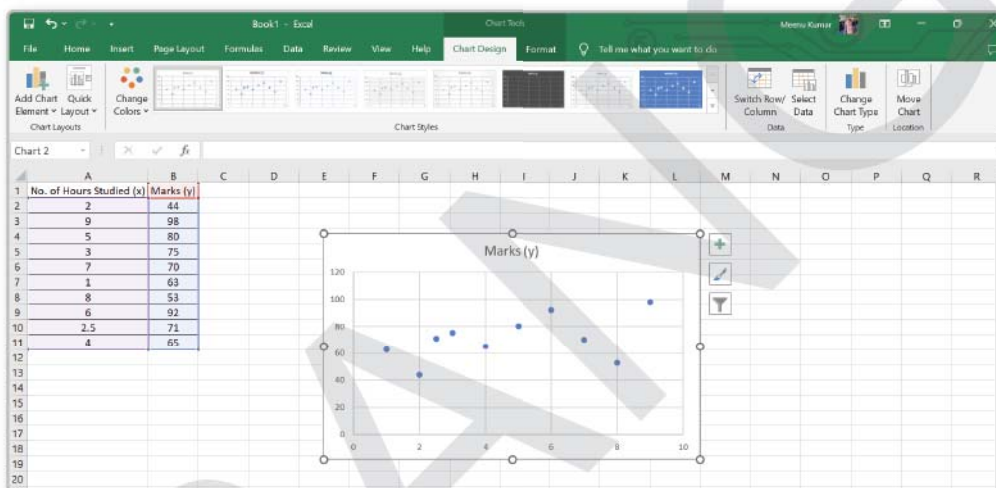 Book1 - Excel
Chart Tools
Meenu Kumar
File Home Insert Page Layout Formulas Data Review View Help Chart Design Format Tell me what you want to do
Add Chart Element Quick Layout Change Colors Switch Row/ Column Select Data Change Chart Type Move Chart
Chart Layouts Chart Styles Data Type Location
Chart 2 fx
A B C D E F G H I J K L M N O P Q R
1 No. of Hours Studied (x) Marks (y)
2 2 44
3 9 98
4 5 80
5 3 75
6 7 70
7 1 63
8 8 53
9 6 92
10 2.5 71
11 4 65
12
13
14
15
16
17
18
19
20
Marks (y)
120
100
80
60
40
20
0
0 2 4 6 8 10